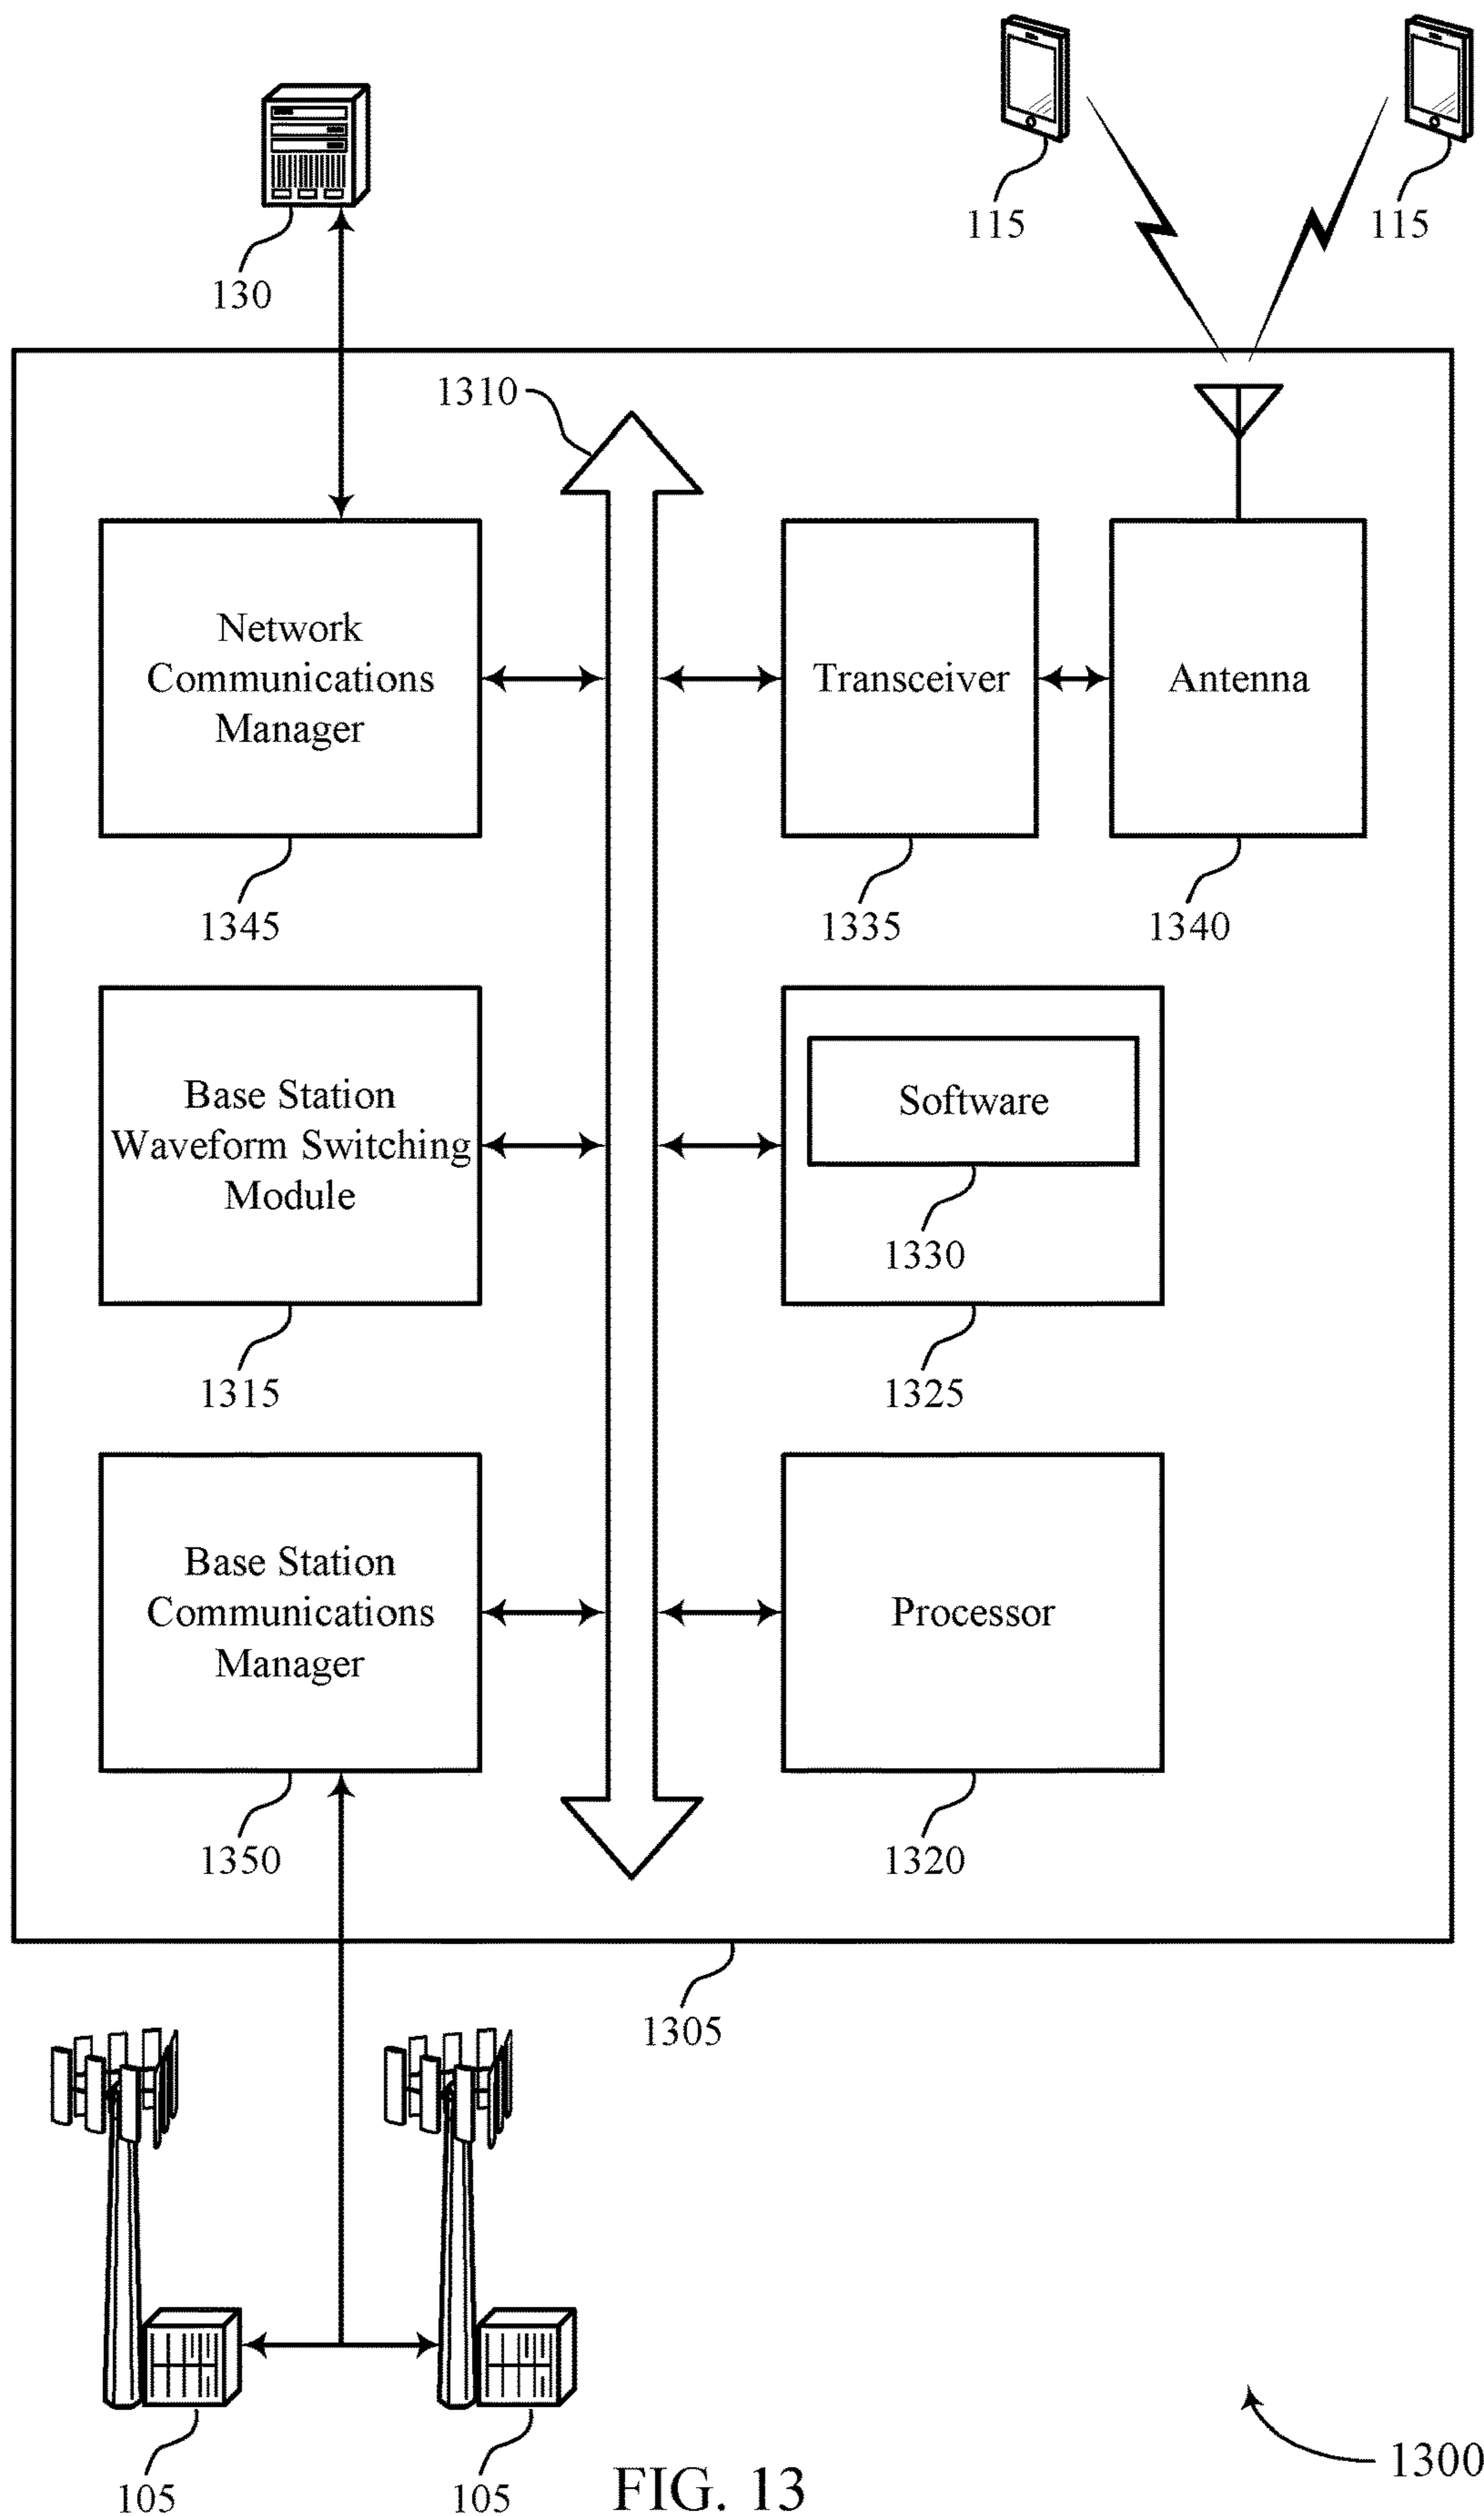 115
115
130
1310
Network
Communications
Manager
Transceiver
Antenna
1345
1335
1340
Base Station
Waveform Switching
Module
Software
1330
1315
1325
Base Station
Communications
Manager
Processor
1350
1320
1305
105
105
FIG. 13
1300